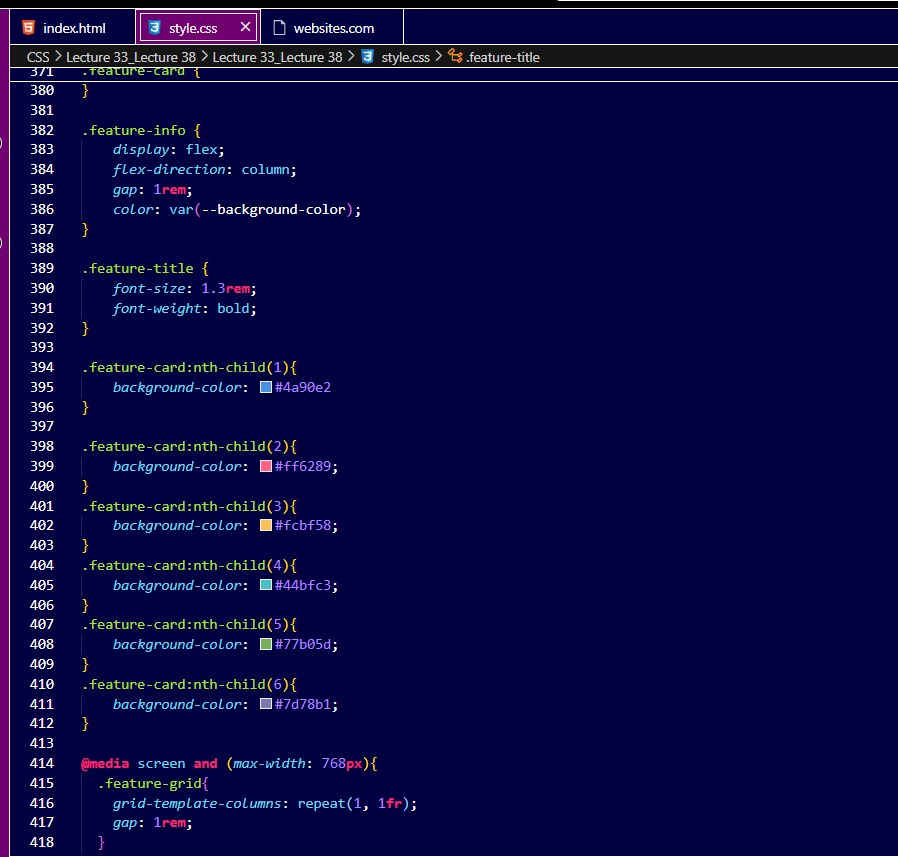 index.html style.css × websites.com
CSS > Lecture 33_Lecture 38 > Lecture 33_Lecture 38 > style.css > .feature-title
371 .feature-card {
380 }
381
382 .feature-info {
383 display: flex;
384 flex-direction: column;
385 gap: 1rem;
386 color: var(--background-color);
387 }
388
389 .feature-title {
390 font-size: 1.3rem;
391 font-weight: bold;
392 }
393
394 .feature-card:nth-child(1){
395 background-color: #4a90e2
396 }
397
398 .feature-card:nth-child(2){
399 background-color: #ff6289;
400 }
401 .feature-card:nth-child(3){
402 background-color: #fcbf58;
403 }
404 .feature-card:nth-child(4){
405 background-color: #44bfc3;
406 }
407 .feature-card:nth-child(5){
408 background-color: #77b05d;
409 }
410 .feature-card:nth-child(6){
411 background-color: #7d78b1;
412 }
413
414 @media screen and (max-width: 768px){
415 .feature-grid{
416 grid-template-columns: repeat(1, 1fr);
417 gap: 1rem;
418 }